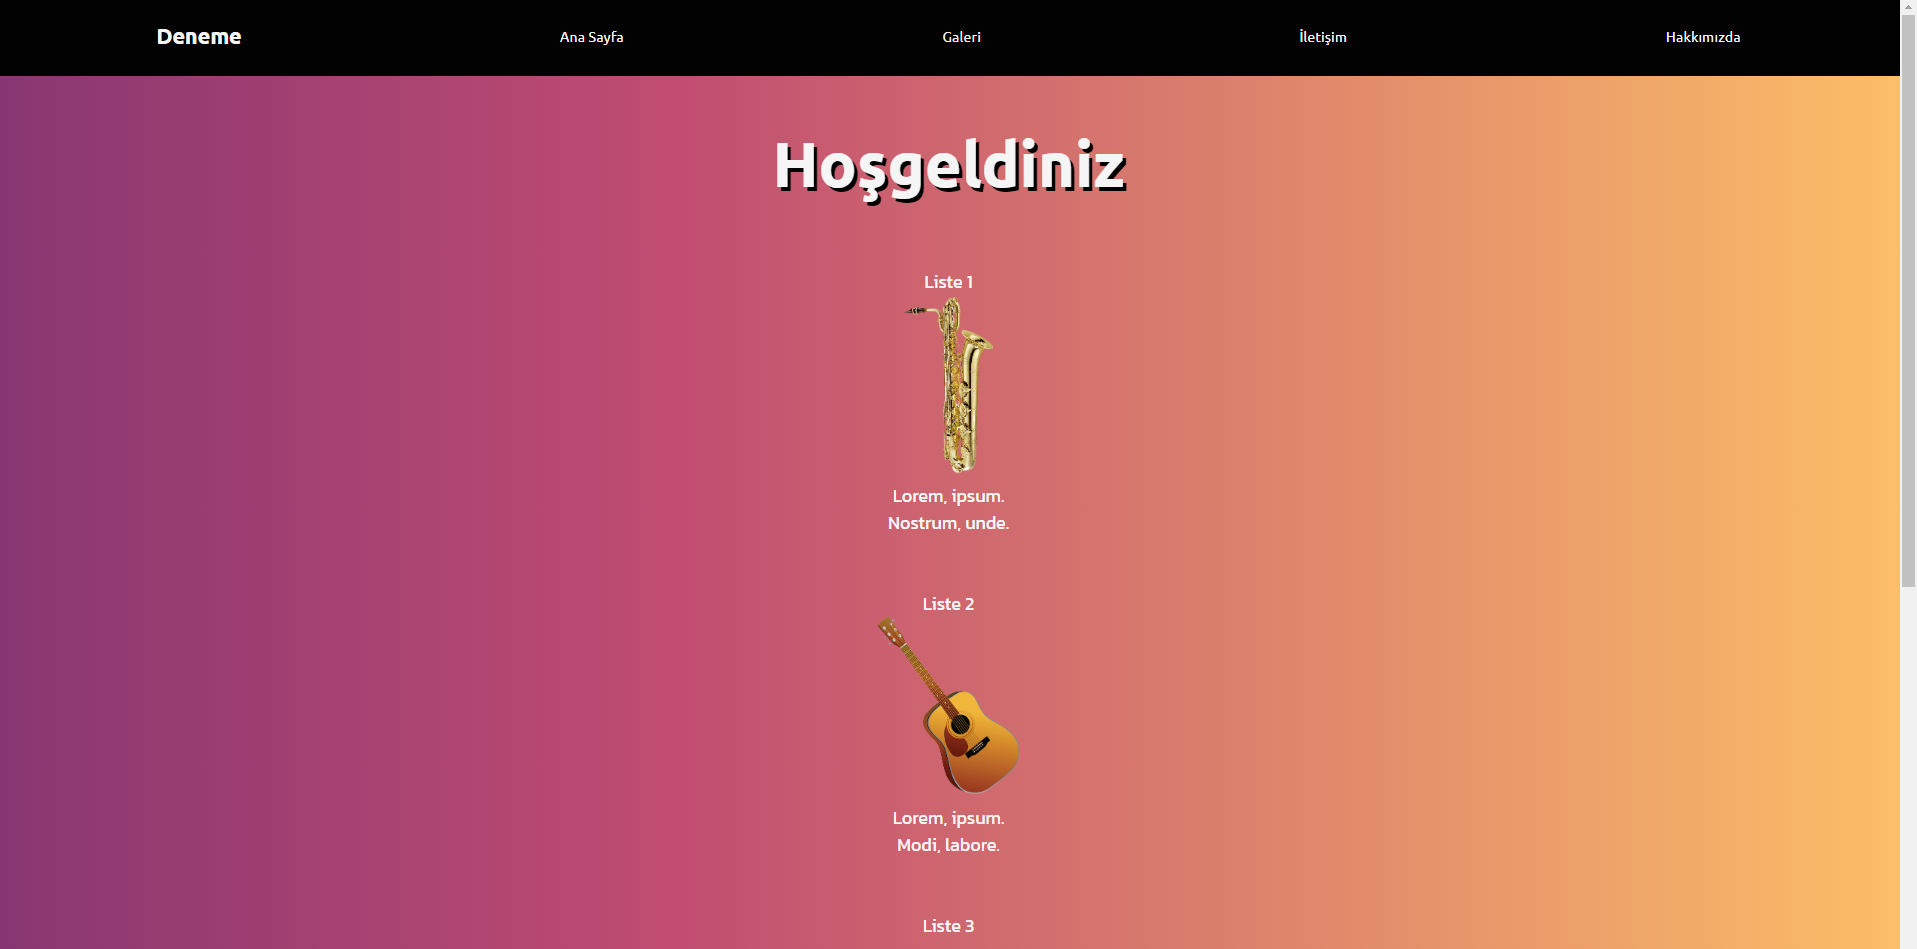 Deneme
Ana Sayfa
Galeri
İletişim
Hakkımızda
Hoşgeldiniz
Liste 1
Lorem, ipsum.
Nostrum, unde.
Liste 2
Lorem, ipsum.
Modi, labore.
Liste 3